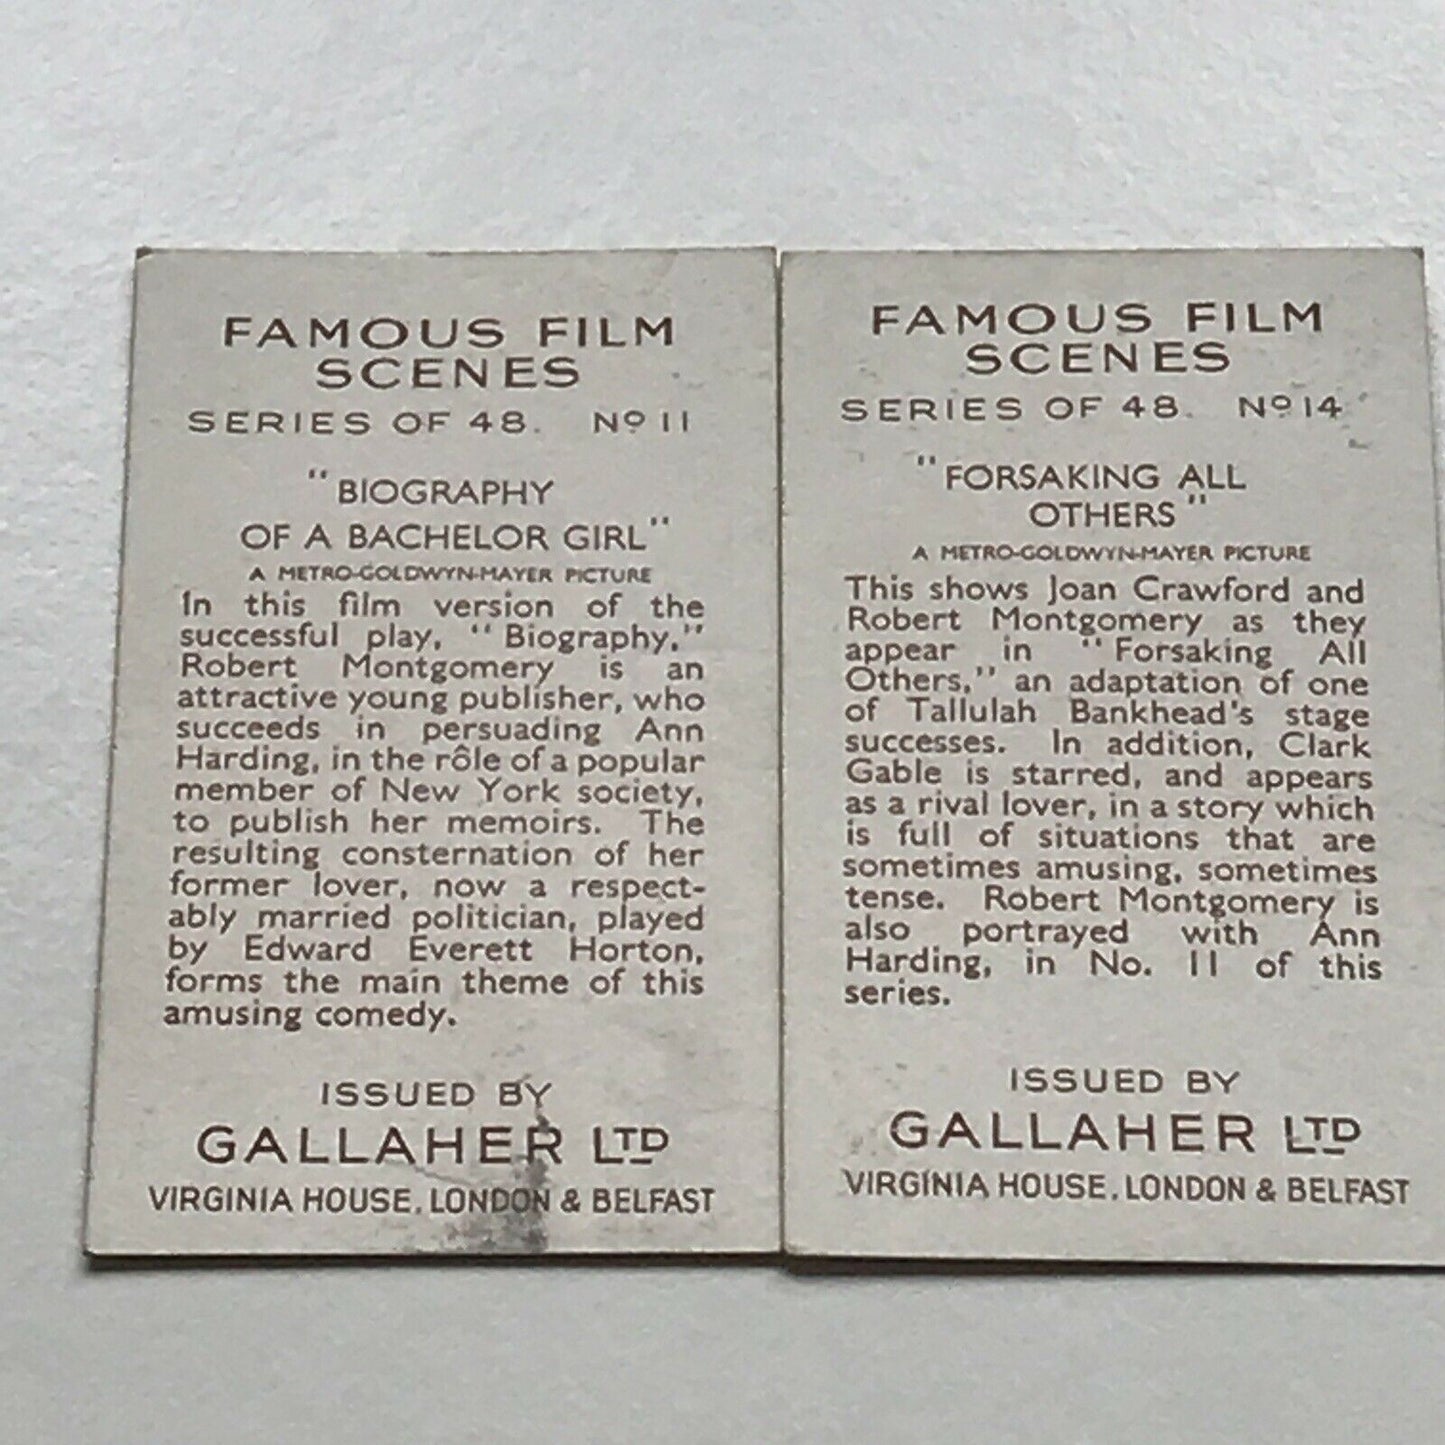 FAMOUS FILM
SCENES
SERIES OF 48. Nº 11
"BIOGRAPHY
OF A BACHELOR GIRL"
A METRO-GOLDWYN-MAYER PICTURE
In this film version of the
successful play, "Biography,"
Robert Montgomery is an
attractive young publisher, who
succeeds in persuading Ann
Harding, in the rôle of a popular
member of New York society,
to publish her memoirs. The
resulting consternation of her
former lover, now a respect-
ably married politician, played
by Edward Everett Horton,
forms the main theme of this
amusing comedy.
ISSUED BY
GALLAHER LTD
VIRGINIA HOUSE, LONDON & BELFAST
FAMOUS FILM
SCENES
SERIES OF 48. Nº 14
"FORSAKING ALL
OTHERS"
A METRO-GOLDWYN-MAYER PICTURE
This shows Joan Crawford and
Robert Montgomery as they
appear in "Forsaking All
Others," an adaptation of one
of Tallulah Bankhead's stage
successes. In addition, Clark
Gable is starred, and appears
as a rival lover, in a story which
is full of situations that are
sometimes amusing, sometimes
tense. Robert Montgomery is
also portrayed with Ann
Harding, in No. 11 of this
series.
ISSUED BY
GALLAHER LTD
VIRGINIA HOUSE, LONDON & BELFAST